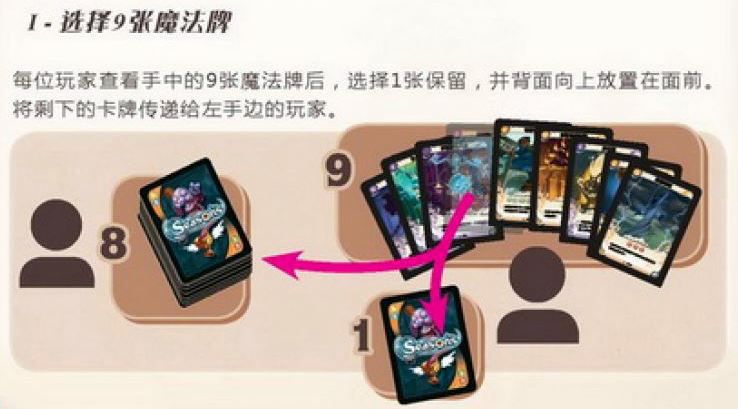 I - 选择9张魔法牌
每位玩家查看手中的9张魔法牌后，选择1张保留，并背面向上放置在面前。
将剩下的卡牌传递给左手边的玩家。
9
8
Seasons
1
Seasons